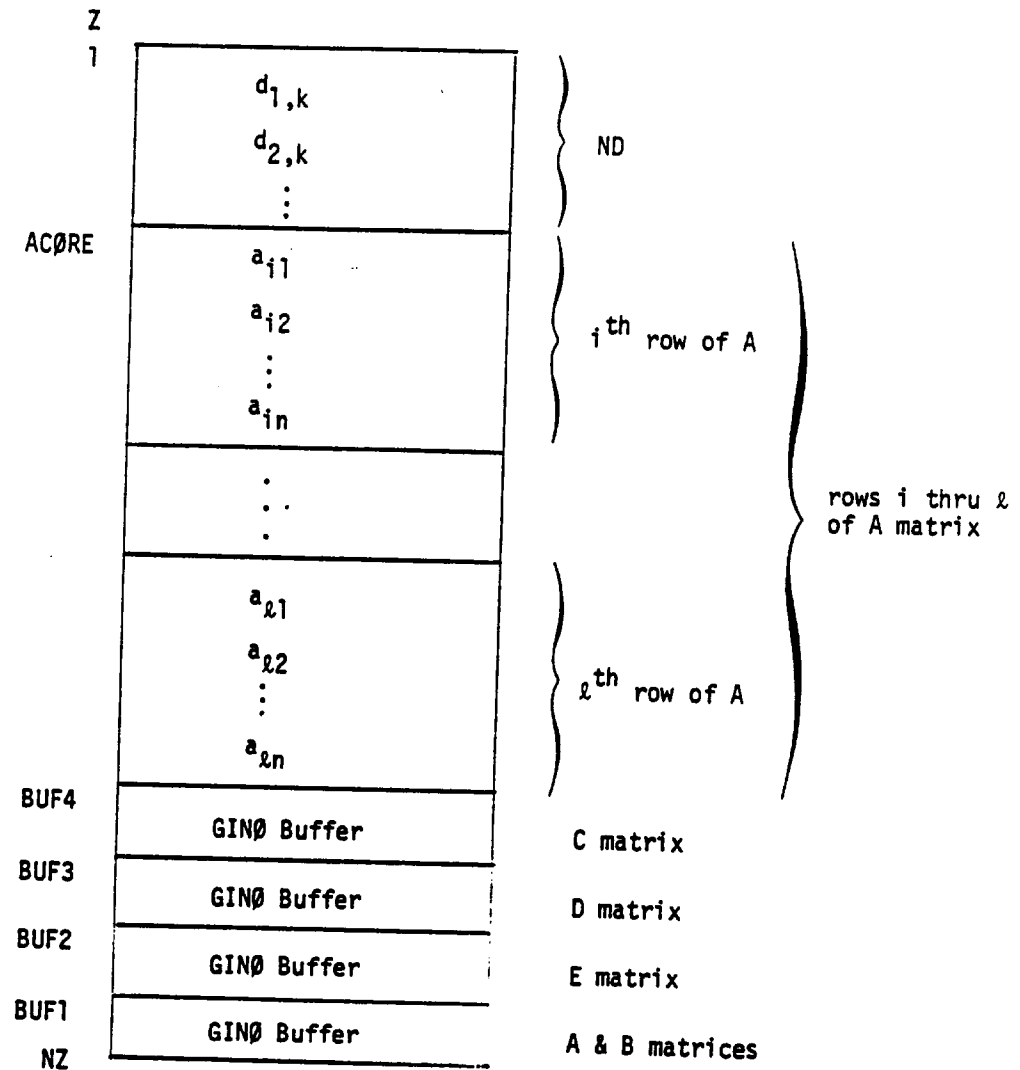 Z
1
d1,k
d2,k
ND
ACØRE
ai1
ai2
ain
ith row of A
rows i thru ℓ
of A matrix
aℓ1
aℓ2
aℓn
ℓth row of A
BUF4
GINØ Buffer
C matrix
BUF3
GINØ Buffer
D matrix
BUF2
GINØ Buffer
E matrix
BUF1
GINØ Buffer
A & B matrices
NZ